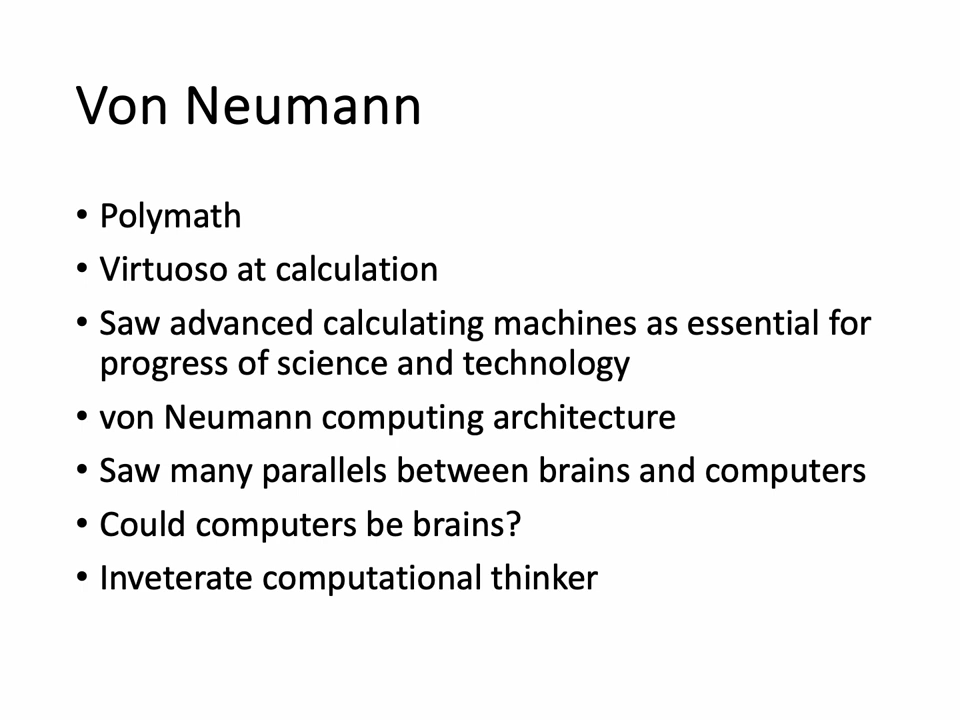 Von Neumann
• Polymath
• Virtuoso at calculation
• Saw advanced calculating machines as essential for
progress of science and technology
• von Neumann computing architecture
• Saw many parallels between brains and computers
• Could computers be brains?
• Inveterate computational thinker